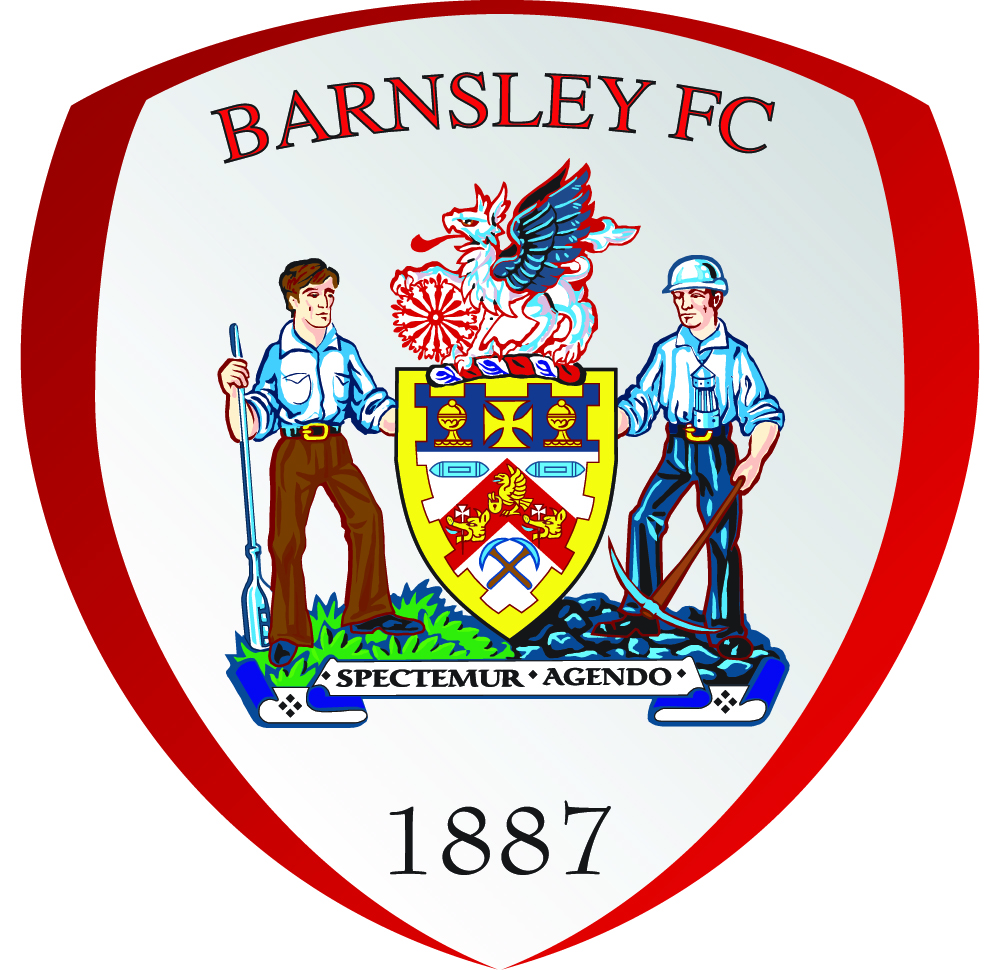 BARNSLEY FC
· SPECTEMUR · AGENDO ·
1887